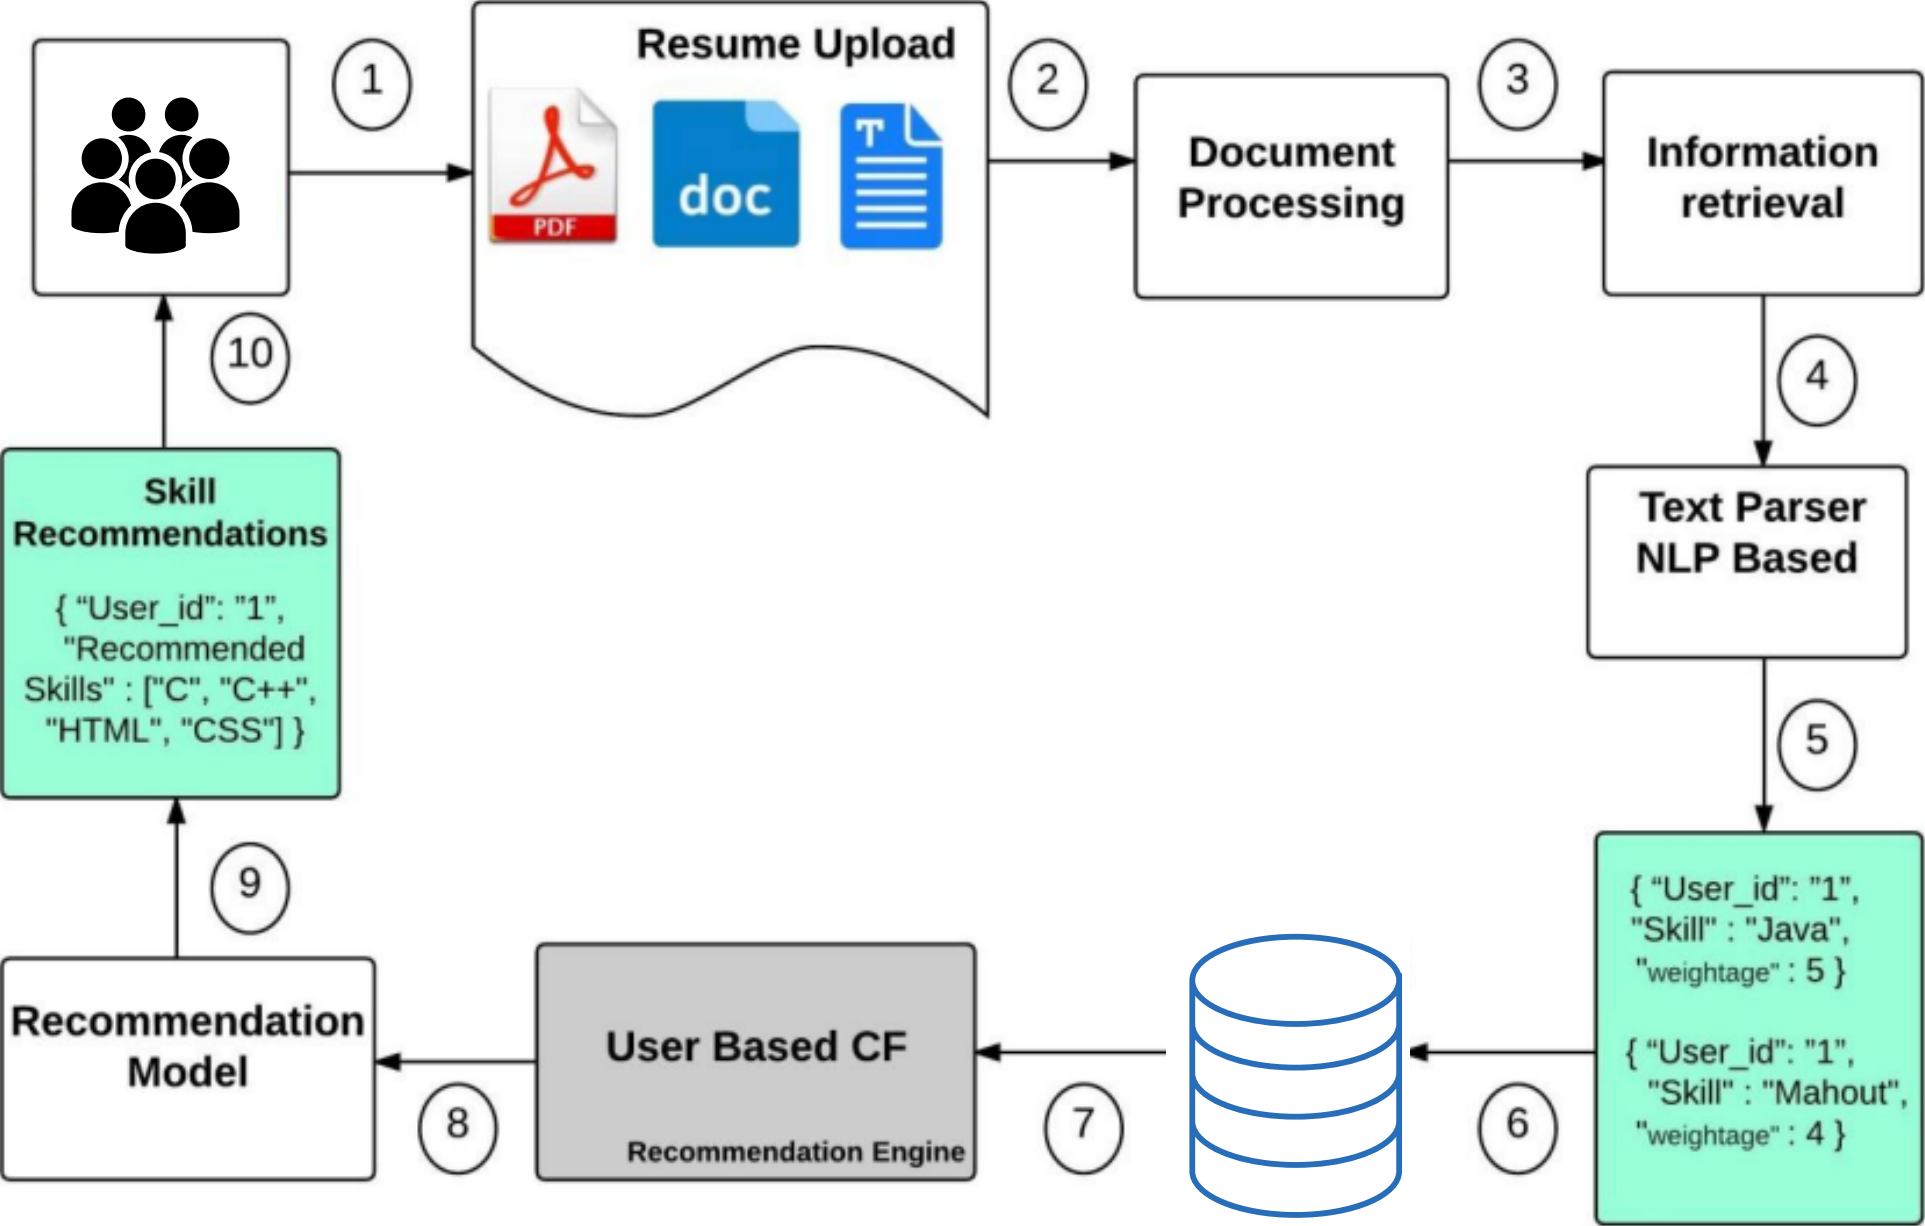 1
Resume Upload
PDF
doc
T
2
Document
Processing
3
Information
retrieval
4
Text Parser
NLP Based
5
{ “User_id”: ”1”,
"Skill" : "Java",
"weightage" : 5 }
{ “User_id”: ”1”,
"Skill" : "Mahout",
"weightage" : 4 }
6
7
User Based CF
Recommendation Engine
8
Recommendation
Model
9
Skill
Recommendations
{ “User_id”: ”1”,
"Recommended
Skills" : ["C", "C++",
"HTML", "CSS"] }
10